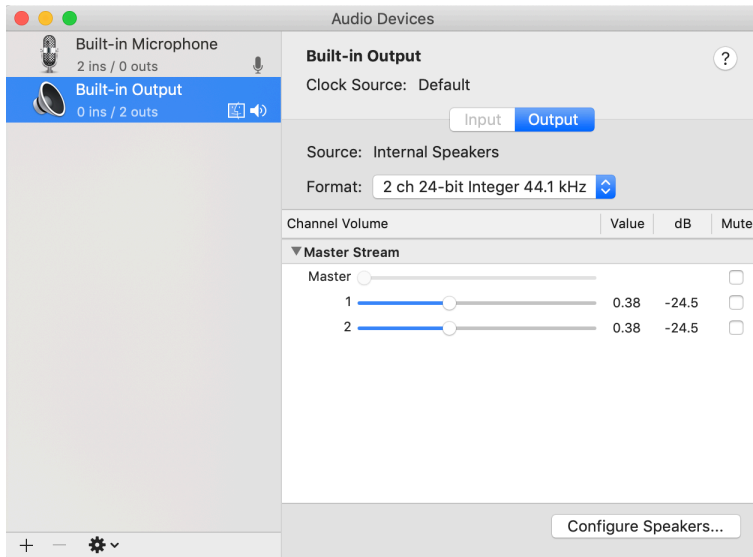 Audio Devices
Built-in Microphone
2 ins / 0 outs
Built-in Output
0 ins / 2 outs
Built-in Output
?
Clock Source: Default
Input Output
Source: Internal Speakers
Format: 2 ch 24-bit Integer 44.1 kHz
Channel Volume Value dB Mute
Master Stream
Master
1 0.38 -24.5
2 0.38 -24.5
Configure Speakers...